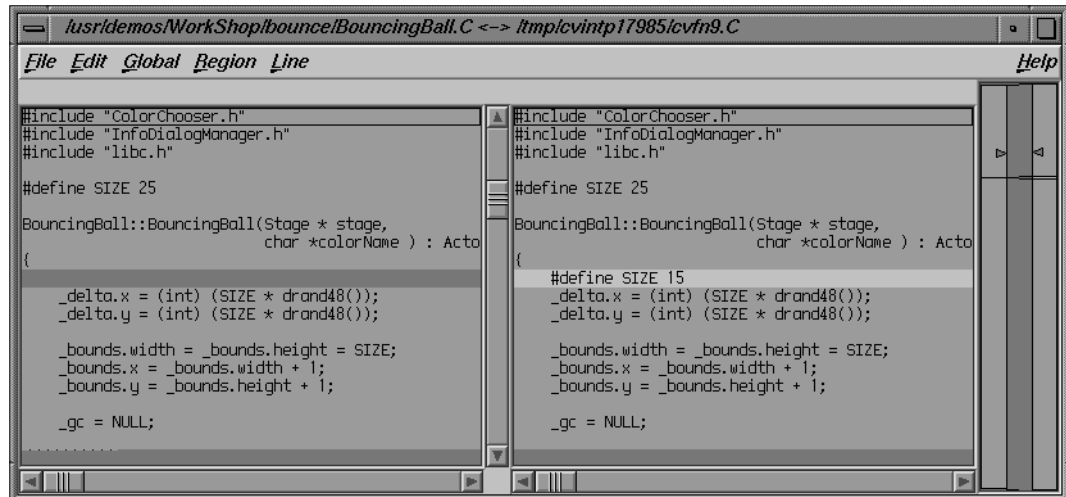 /usr/demos/WorkShop/bounce/BouncingBall.C <--> /tmp/cvintp17985/cvfn9.C
File Edit Global Region Line Help
#include "ColorChooser.h"
#include "InfoDialogManager.h"
#include "libc.h"
#define SIZE 25
BouncingBall::BouncingBall(Stage * stage,
char *colorName ) : Acto
{
_delta.x = (int) (SIZE * drand48());
_delta.y = (int) (SIZE * drand48());
_bounds.width = _bounds.height = SIZE;
_bounds.x = _bounds.width + 1;
_bounds.y = _bounds.height + 1;
_gc = NULL;
#include "ColorChooser.h"
#include "InfoDialogManager.h"
#include "libc.h"
#define SIZE 25
BouncingBall::BouncingBall(Stage * stage,
char *colorName ) : Acto
{
#define SIZE 15
_delta.x = (int) (SIZE * drand48());
_delta.y = (int) (SIZE * drand48());
_bounds.width = _bounds.height = SIZE;
_bounds.x = _bounds.width + 1;
_bounds.y = _bounds.height + 1;
_gc = NULL;